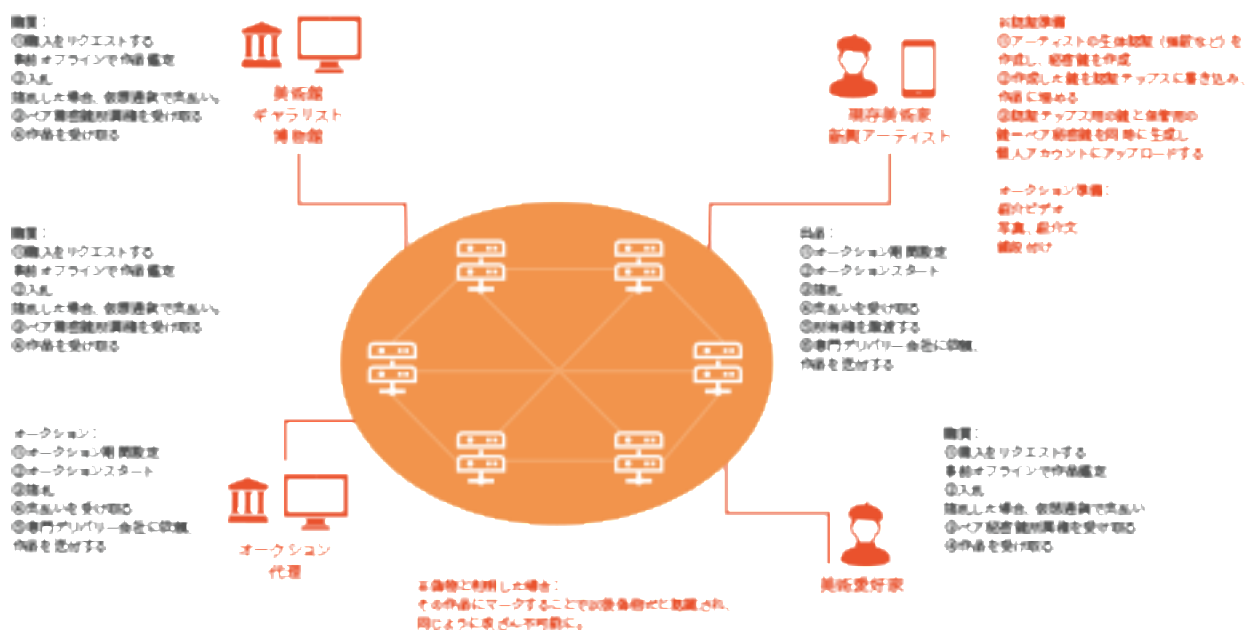 購買：
①購入をリクエストする
事前オフラインで作品鑑定
②入札
落札した場合、仮想通貨で支払い。
③ペア秘密鍵所属権を受け取る
④作品を受け取る
美術館
ギャラリスト
博物館
現存美術家
新興アーティスト
※認証準備
①アーティストの生体認証（指紋など）を
作成し、秘密鍵を作成
②作成した鍵を認証チップスに書き込み、
作品に埋める
③認証チップス用の鍵と保管用の
鍵ーペア秘密鍵を同時に生成し
個人アカウントにアップロードする
オークション準備：
紹介ビデオ
写真、紹介文
値段付け
購買：
①購入をリクエストする
事前オフラインで作品鑑定
②入札
落札した場合、仮想通貨で支払い。
③ペア秘密鍵所属権を受け取る
④作品を受け取る
出品：
①オークション期間設定
②オークションスタート
③落札
④支払いを受け取る
⑤所有権を譲渡する
⑥専門デリバリー会社に依頼、
作品を送付する
オークション：
①オークション期間設定
②オークションスタート
③落札
④支払いを受け取る
⑤専門デリバリー会社に依頼、
作品を送付する
オークション
代理
購買：
①購入をリクエストする
事前オフラインで作品鑑定
②入札
落札した場合、仮想通貨で支払い
③ペア秘密鍵所属権を受け取る
④作品を受け取る
美術愛好家
※偽物と判明した場合：
その作品にマークすることで以後偽物だと認識され、
同じように改ざん不可能に。